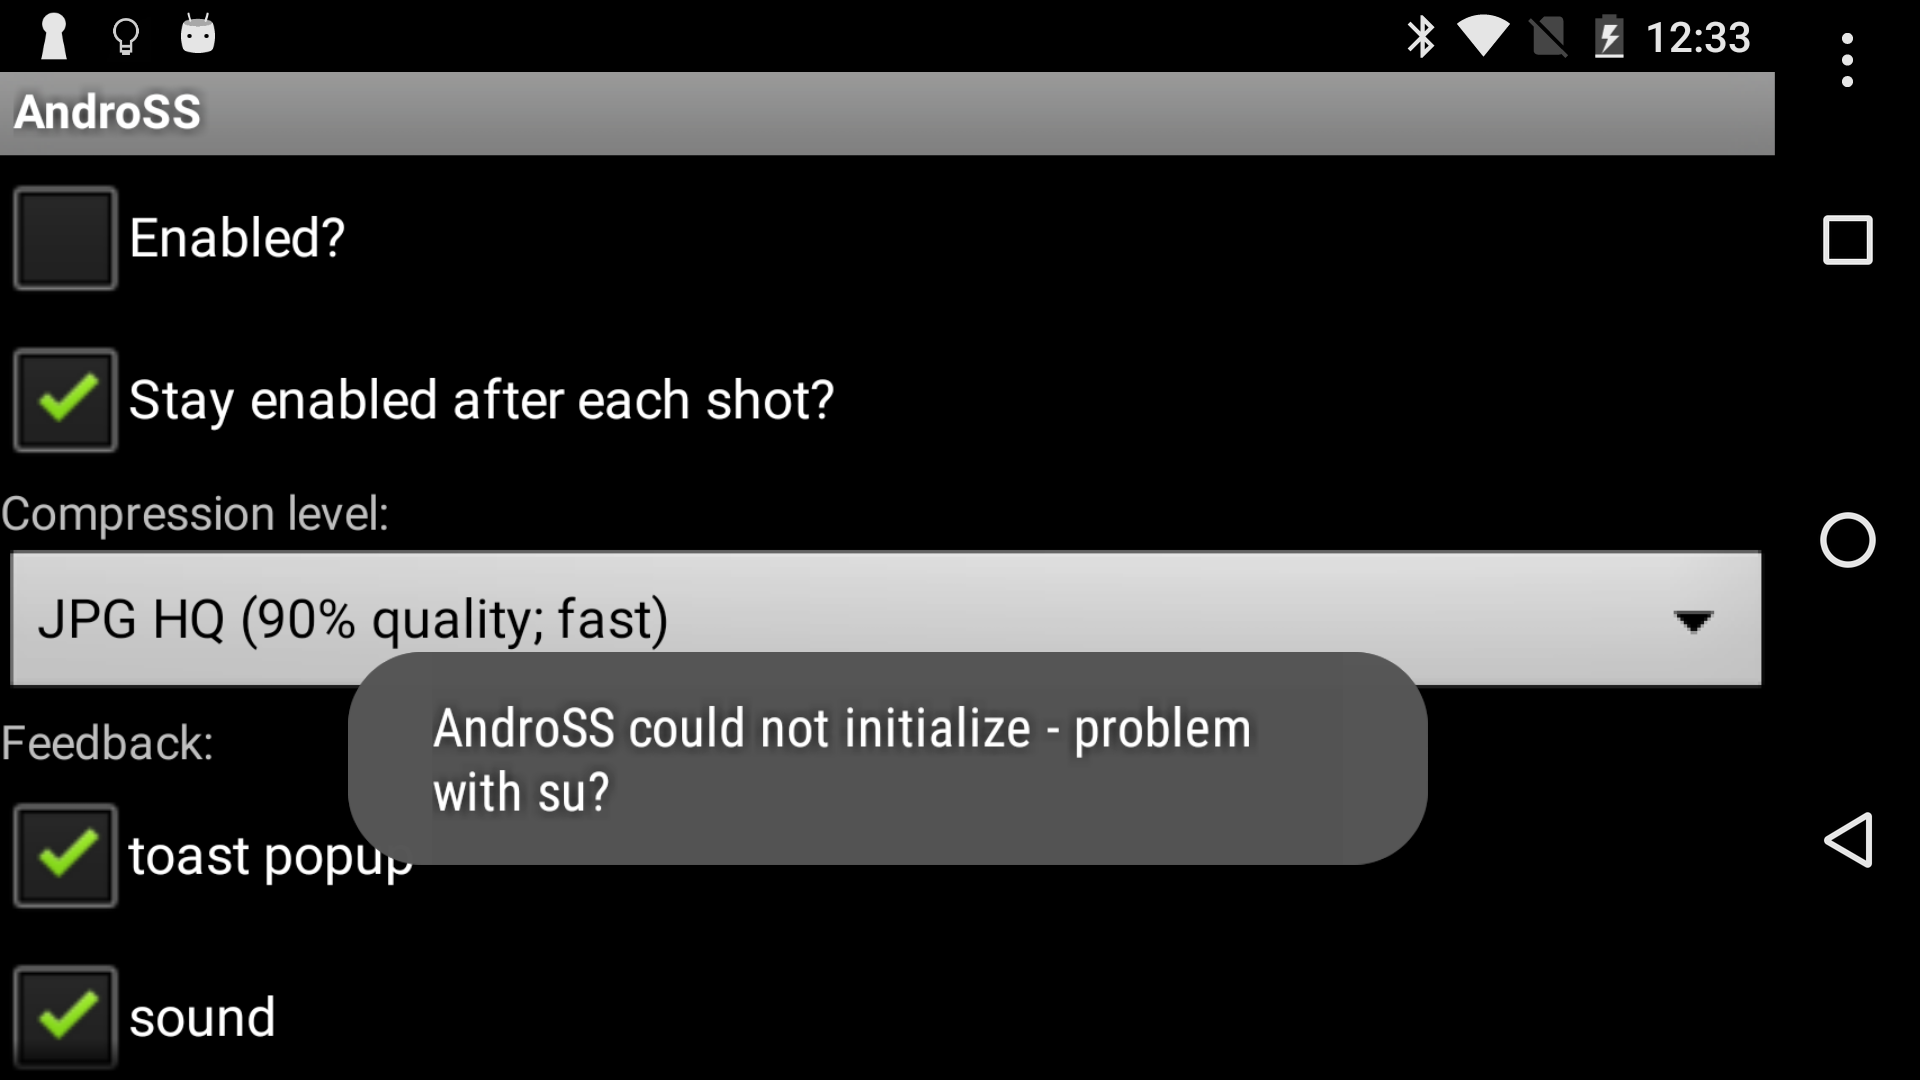 12:33
AndroSS
Enabled?
Stay enabled after each shot?
Compression level:
JPG HQ (90% quality; fast)
Feedback:
AndroSS could not initialize - problem
with su?
toast popup
sound